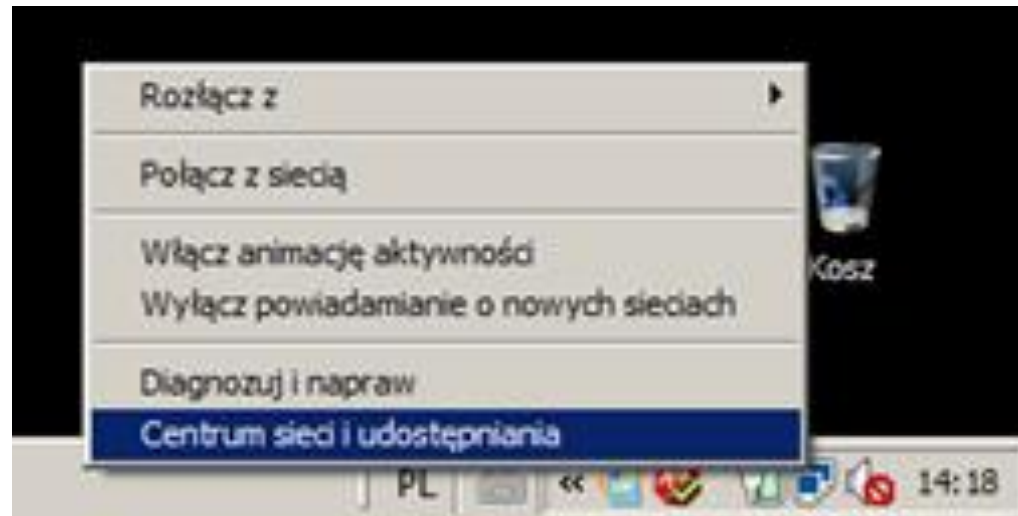 Rozłącz z
Połącz z siecią
Włącz animację aktywności
Wyłącz powiadamianie o nowych sieciach
Diagnozuj i napraw
Centrum sieci i udostępniania
Kosz
PL « 14:18